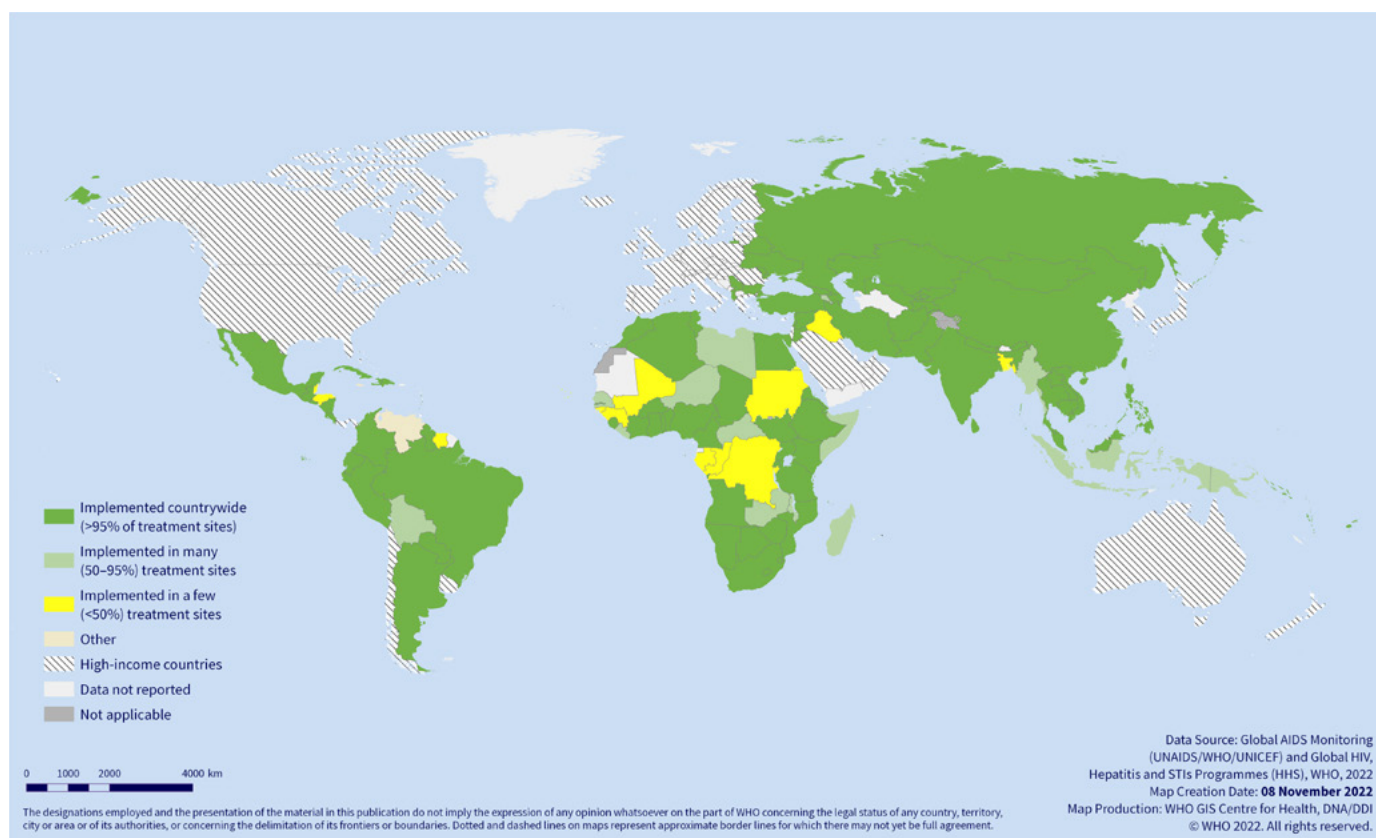 Implemented countrywide
(>95% of treatment sites)
Implemented in many
(50–95%) treatment sites
Implemented in a few
(<50%) treatment sites
Other
High-income countries
Data not reported
Not applicable
0 1000 2000 4000 km
The designations employed and the presentation of the material in this publication do not imply the expression of any opinion whatsoever on the part of WHO concerning the legal status of any country, territory,
city or area or of its authorities, or concerning the delimitation of its frontiers or boundaries. Dotted and dashed lines on maps represent approximate border lines for which there may not yet be full agreement.
Data Source: Global AIDS Monitoring
(UNAIDS/WHO/UNICEF) and Global HIV,
Hepatitis and STIs Programmes (HHS), WHO, 2022
Map Creation Date: 08 November 2022
Map Production: WHO GIS Centre for Health, DNA/DDI
© WHO 2022. All rights reserved.